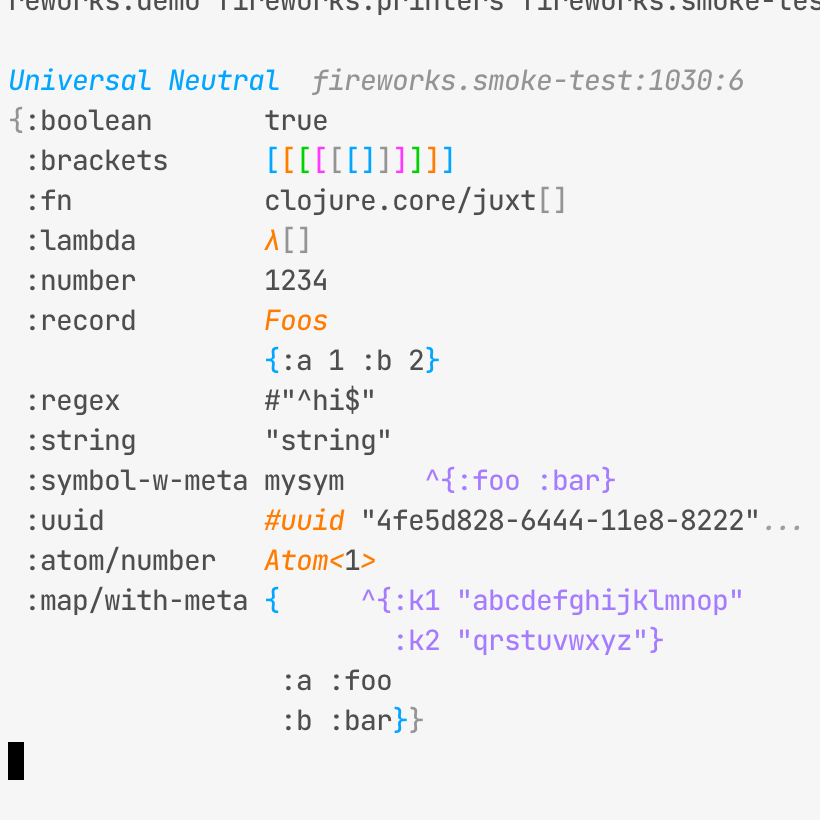 reworks.demo fireworks.printers fireworks.smoke-tes
Universal Neutral  fireworks.smoke-test:1030:6
{:boolean       true
 :brackets      [[[[[[]]]]]]
 :fn            clojure.core/juxt[]
 :lambda        λ[]
 :number        1234
 :record        Foos
                {:a 1 :b 2}
 :regex         #"^hi$"
 :string        "string"
 :symbol-w-meta mysym     ^{:foo :bar}
 :uuid          #uuid "4fe5d828-6444-11e8-8222"...
 :atom/number   Atom<1>
 :map/with-meta {     ^{:k1 "abcdefghijklmnop"
                        :k2 "qrstuvwxyz"}
                 :a :foo
                 :b :bar}}